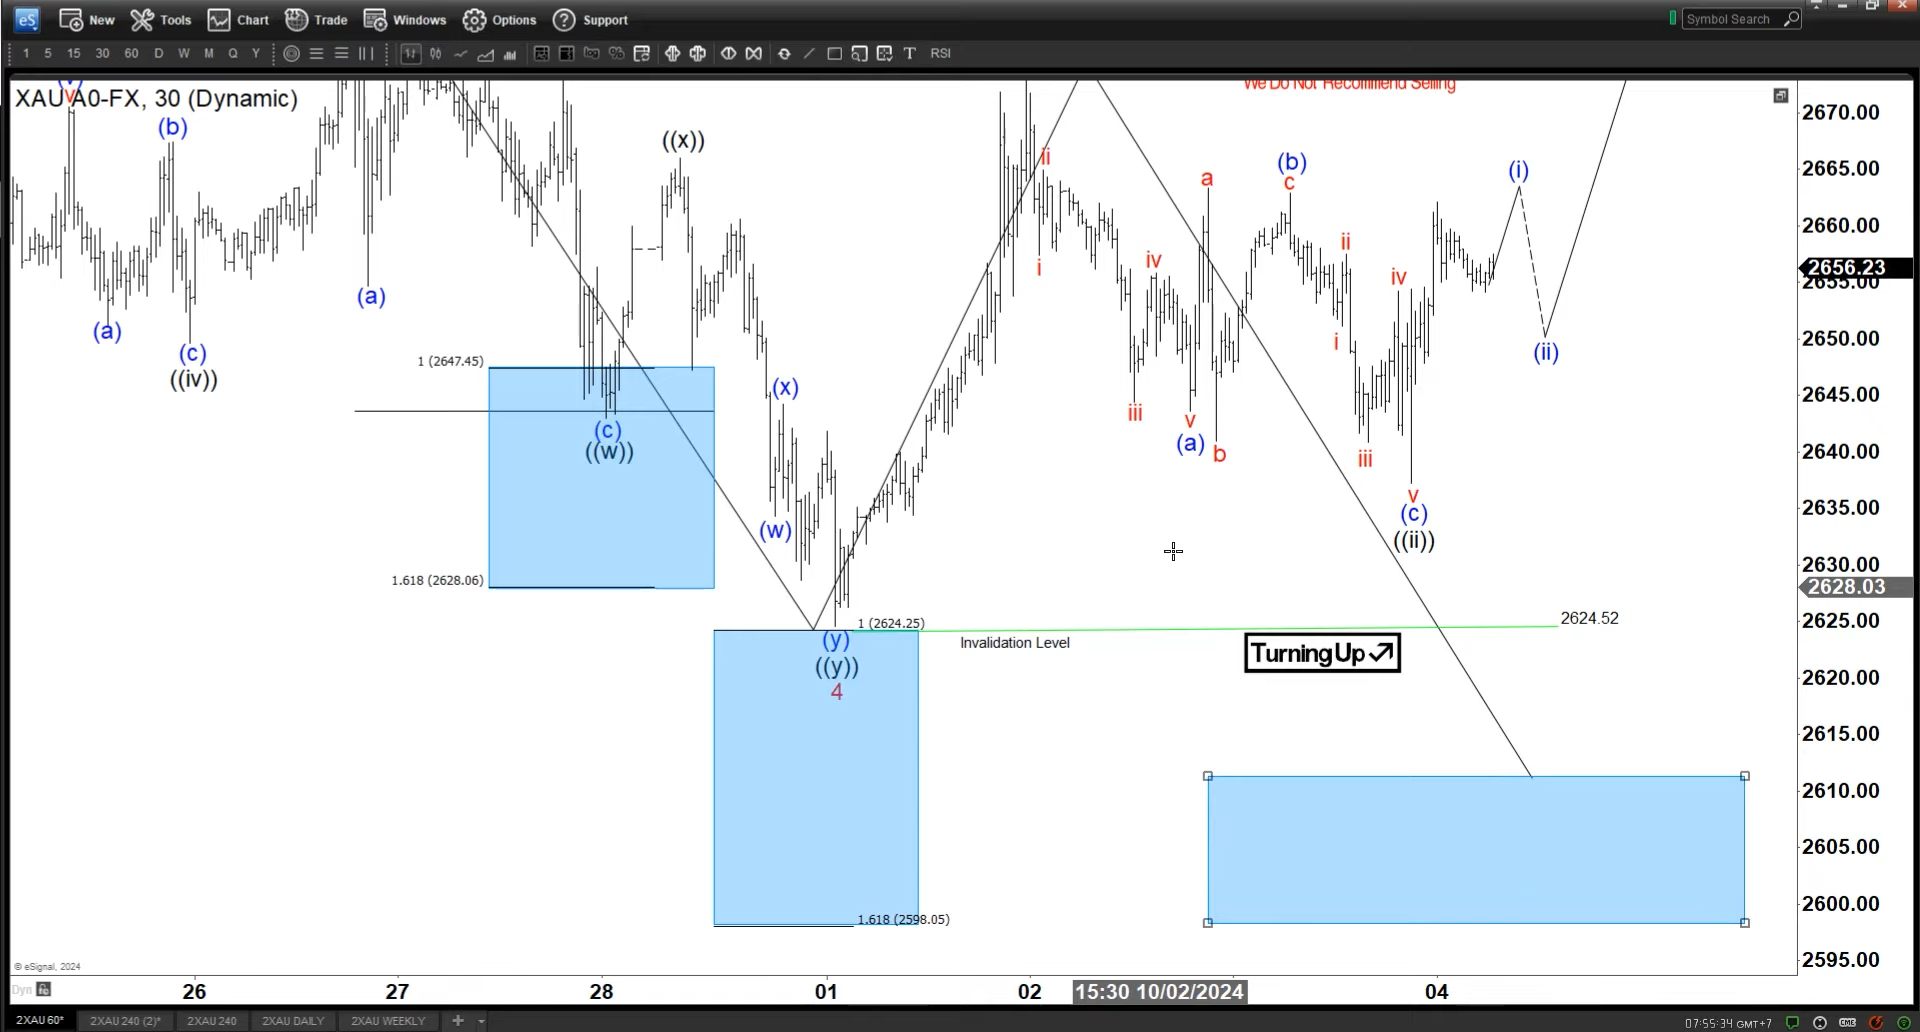 New Tools Chart Trade Windows Options Support Symbol Search
1 5 15 30 60 D W M Q Y T RSI
We Do Not Recommend Selling
XAU A0-FX, 30 (Dynamic)
(v)
v
(b)
((x))
(a)
(a)
(c)
((iv))
1 (2647.45)
(c)
((w))
1.618 (2628.06)
(x)
(w)
1 (2624.25)
(y)
((y))
4
Invalidation Level
2624.52
TurningUp
1.618 (2598.05)
ii
i
iii
iv
v
(a)
a
b
(b)
c
ii
i
iii
iv
v
(c)
((ii))
(i)
(ii)
2670.00
2665.00
2660.00
2656.23
2655.00
2650.00
2645.00
2640.00
2635.00
2630.00
2628.03
2625.00
2620.00
2615.00
2610.00
2605.00
2600.00
2595.00
© eSignal, 2024
Dyn
26 27 28 01 02 15:30 10/02/2024 04
2XAU 60* 2XAU 240 (2)* 2XAU 240 2XAU DAILY 2XAU WEEKLY + 07:55:34 GMT+7